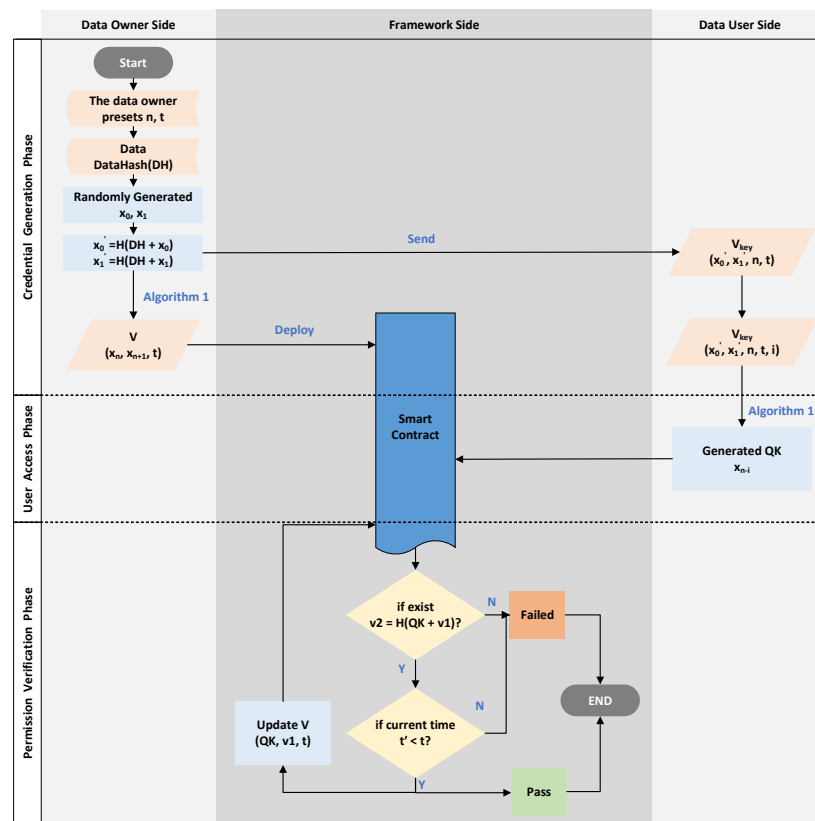 Data Owner Side
Framework Side
Data User Side
Credential Generation Phase
Start
The data owner
presets n, t
Data
DataHash(DH)
Randomly Generated
x₀, x₁
x₀' =H(DH + x₀)
x₁' =H(DH + x₁)
Send
V_key
(x₀', x₁', n, t)
Algorithm 1
V
(xₙ, xₙ₊₁, t)
Deploy
V_key
(x₀', x₁', n, t, i)
User Access Phase
Smart
Contract
Algorithm 1
Generated QK
xₙ₋ᵢ
Permission Verification Phase
if exist
v2 = H(QK + v1)?
N
Failed
Y
END
Update V
(QK, v1, t)
if current time
t' < t?
N
Y
Pass